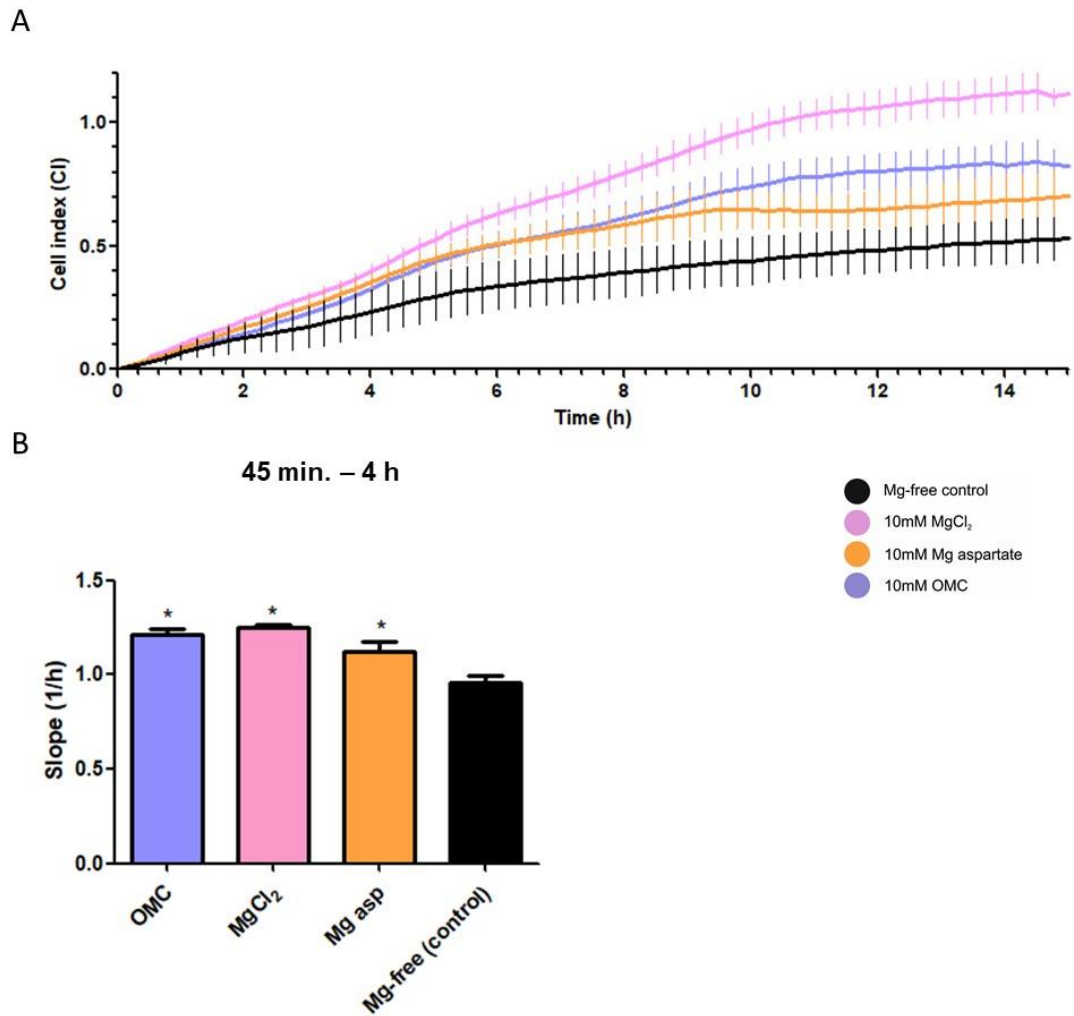 A
Cell index (CI)
1.0
0.5
0.0
0 2 4 6 8 10 12 14
Time (h)
B
45 min. – 4 h
Mg-free control
10mM MgCl₂
10mM Mg aspartate
10mM OMC
Slope (1/h)
1.5
1.0
0.5
0.0
* * *
OMC
MgCl₂
Mg asp
Mg-free (control)